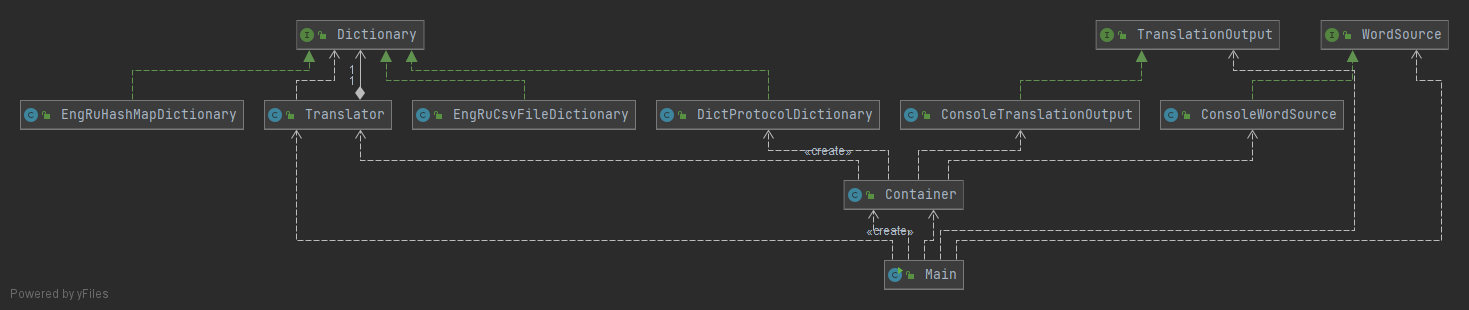 Dictionary
TranslationOutput
WordSource
1
1
EngRuHashMapDictionary
Translator
EngRuCsvFileDictionary
DictProtocolDictionary
ConsoleTranslationOutput
ConsoleWordSource
«create»
Container
«create»
Main
Powered by yFiles